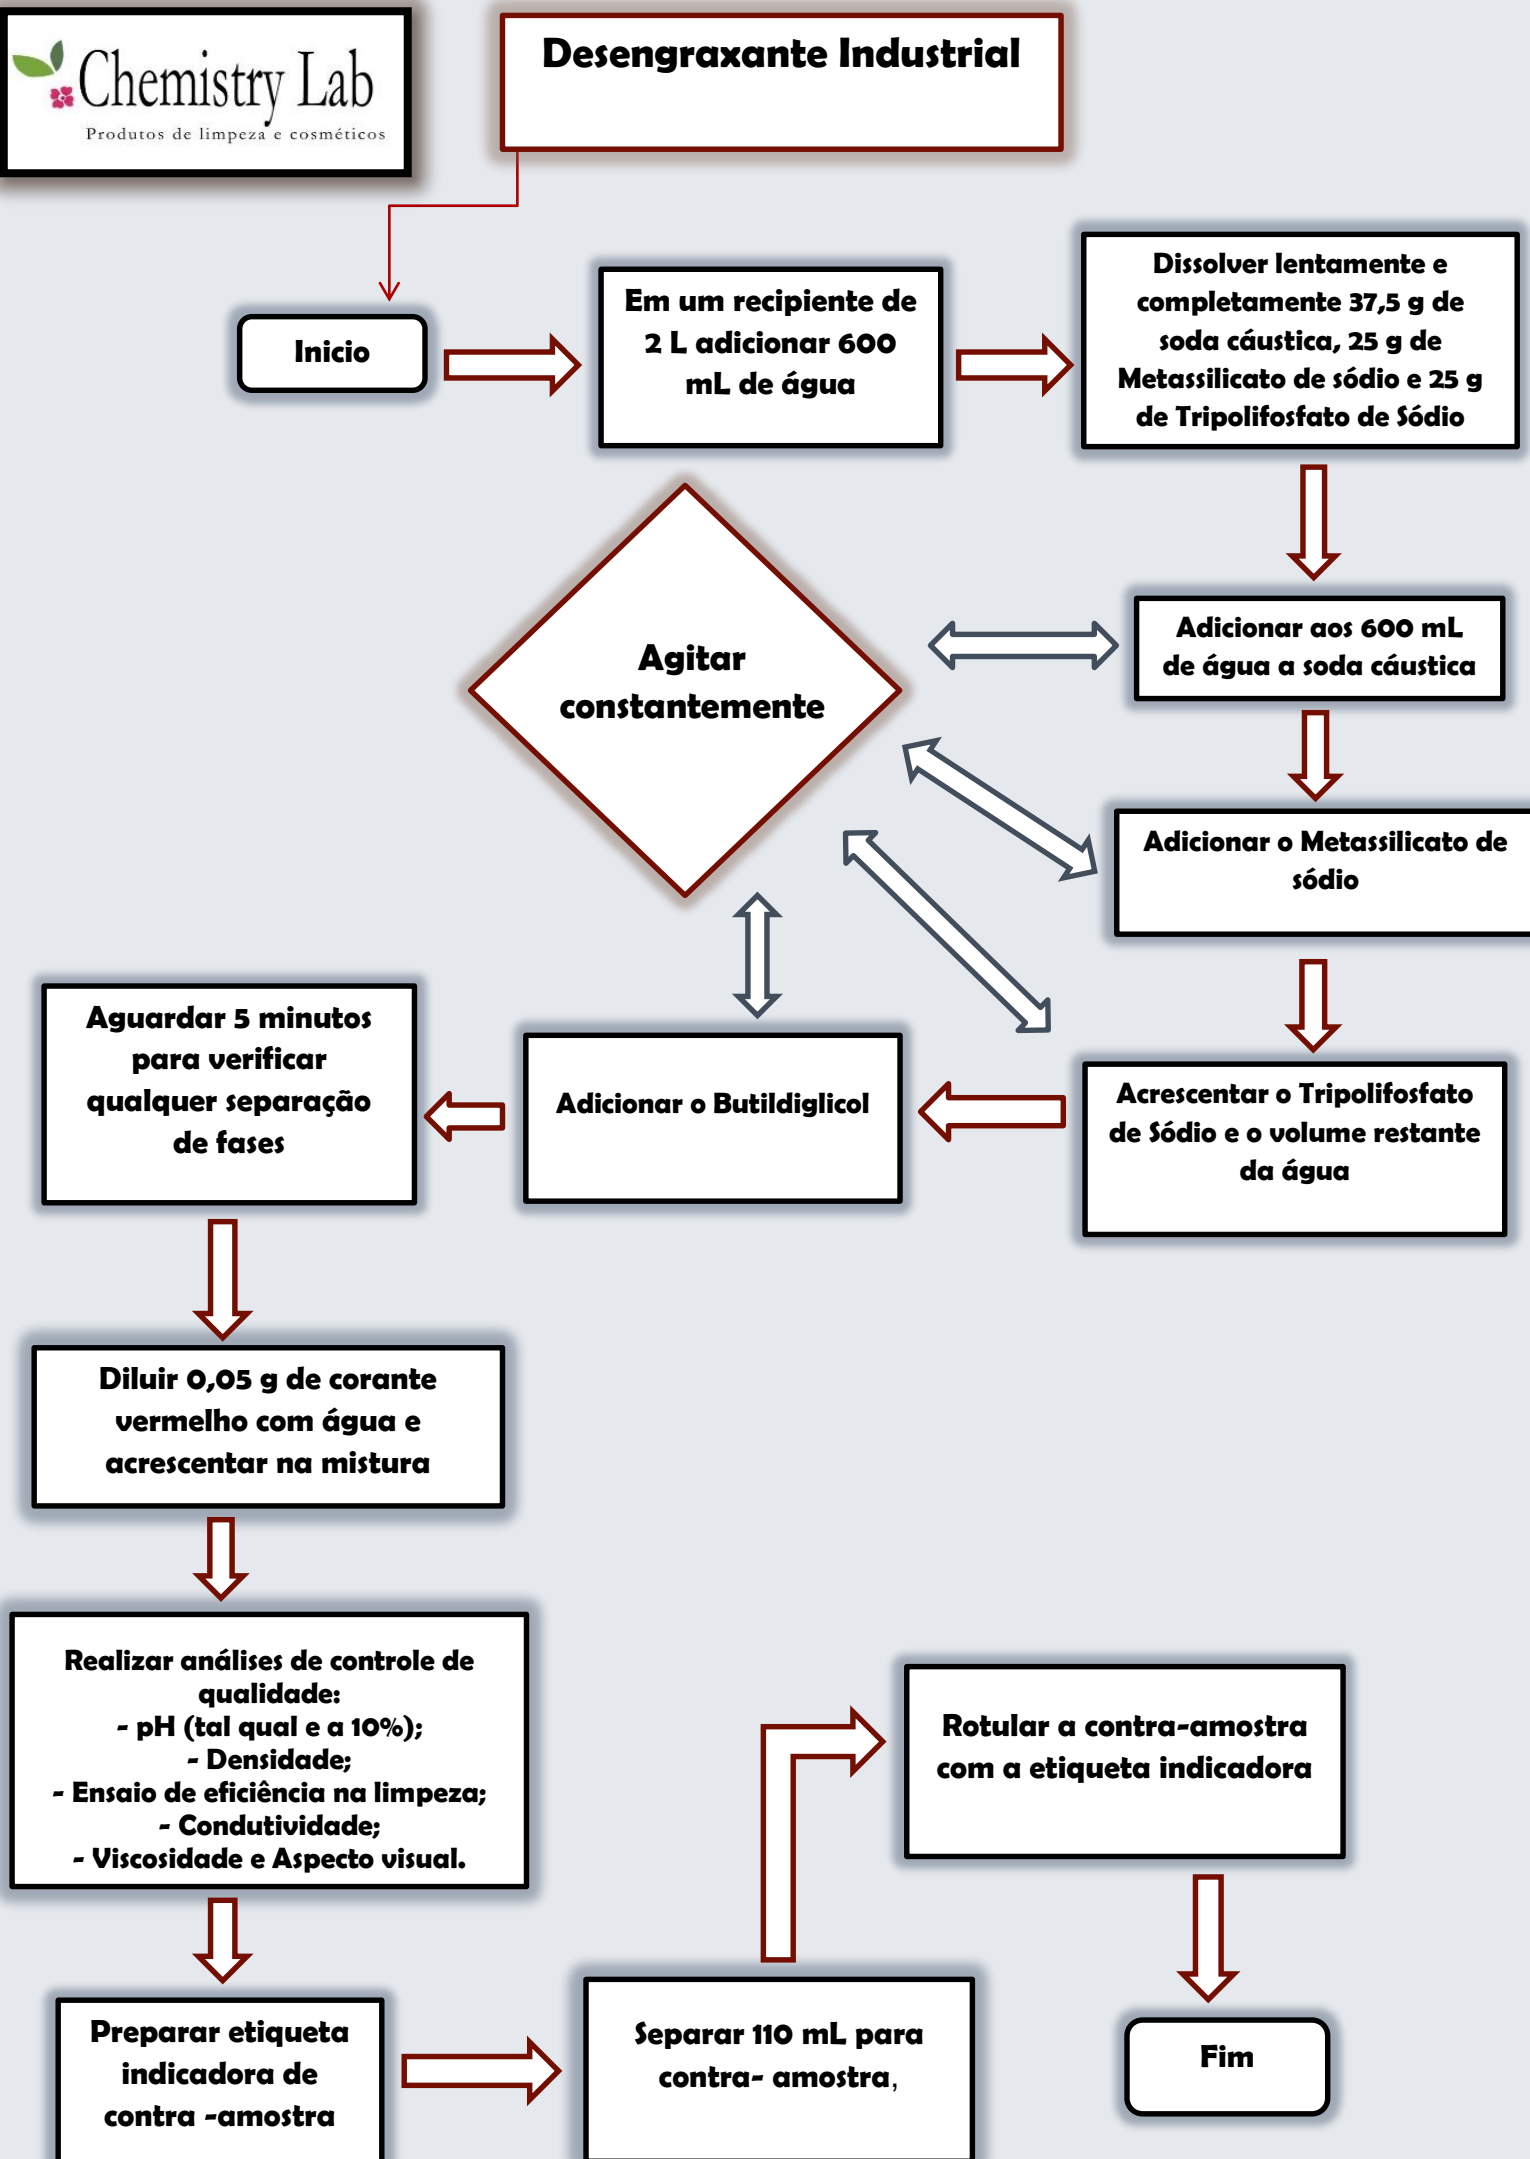 Chemistry Lab
Produtos de limpeza e cosméticos
Desengraxante Industrial
Inicio
Em um recipiente de
2 L adicionar 600
mL de água
Dissolver lentamente e
completamente 37,5 g de
soda cáustica, 25 g de
Metassilicato de sódio e 25 g
de Tripolifosfato de Sódio
Agitar
constantemente
Adicionar aos 600 mL
de água a soda cáustica
Adicionar o Metassilicato de
sódio
Acrescentar o Tripolifosfato
de Sódio e o volume restante
da água
Adicionar o Butildiglicol
Aguardar 5 minutos
para verificar
qualquer separação
de fases
Diluir 0,05 g de corante
vermelho com água e
acrescentar na mistura
Realizar análises de controle de
qualidade:
- pH (tal qual e a 10%);
- Densidade;
- Ensaio de eficiência na limpeza;
- Condutividade;
- Viscosidade e Aspecto visual.
Preparar etiqueta
indicadora de
contra -amostra
Separar 110 mL para
contra- amostra,
Rotular a contra-amostra
com a etiqueta indicadora
Fim